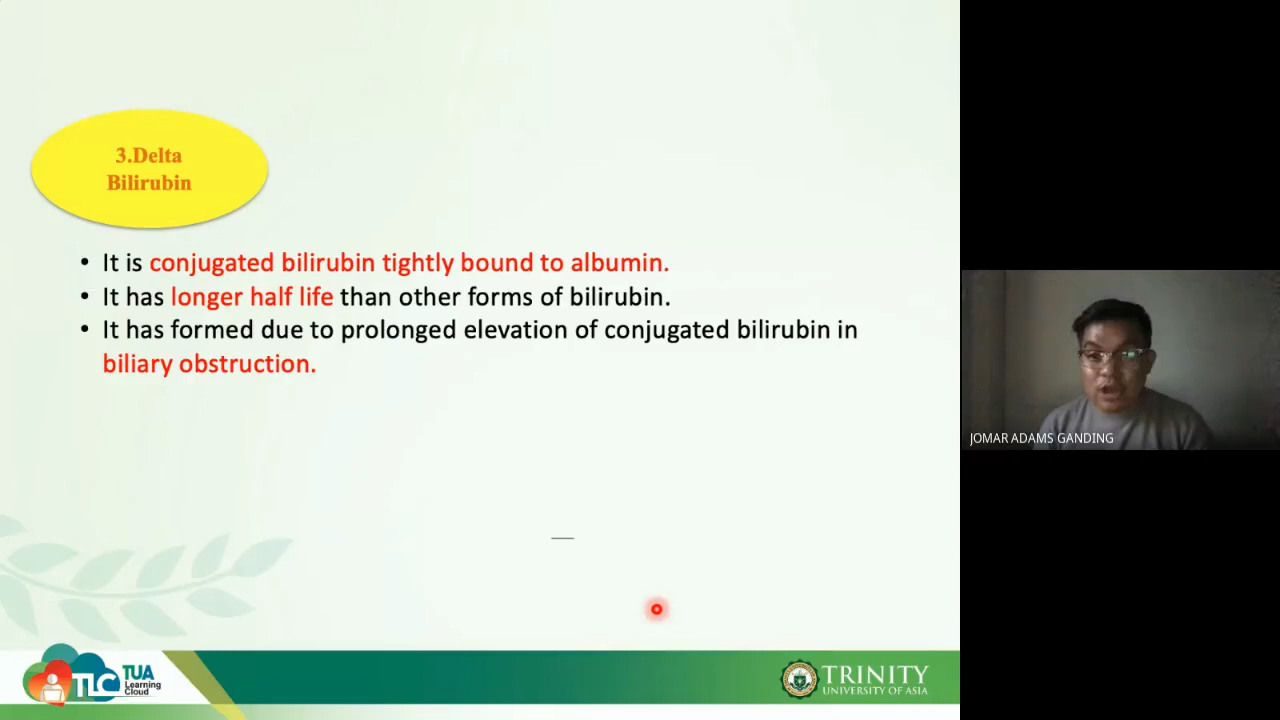 3.Delta
Bilirubin
• It is conjugated bilirubin tightly bound to albumin.
• It has longer half life than other forms of bilirubin.
• It has formed due to prolonged elevation of conjugated bilirubin in
biliary obstruction.
JOMAR ADAMS GANDING
TLC TUA
Learning
Cloud
TRINITY
UNIVERSITY OF ASIA